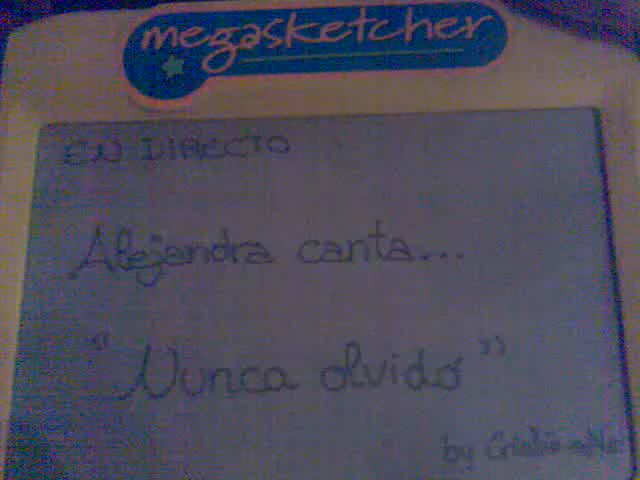 megasketcher
EN DIRECTO
Alejandra canta...
"Nunca olvido"
by